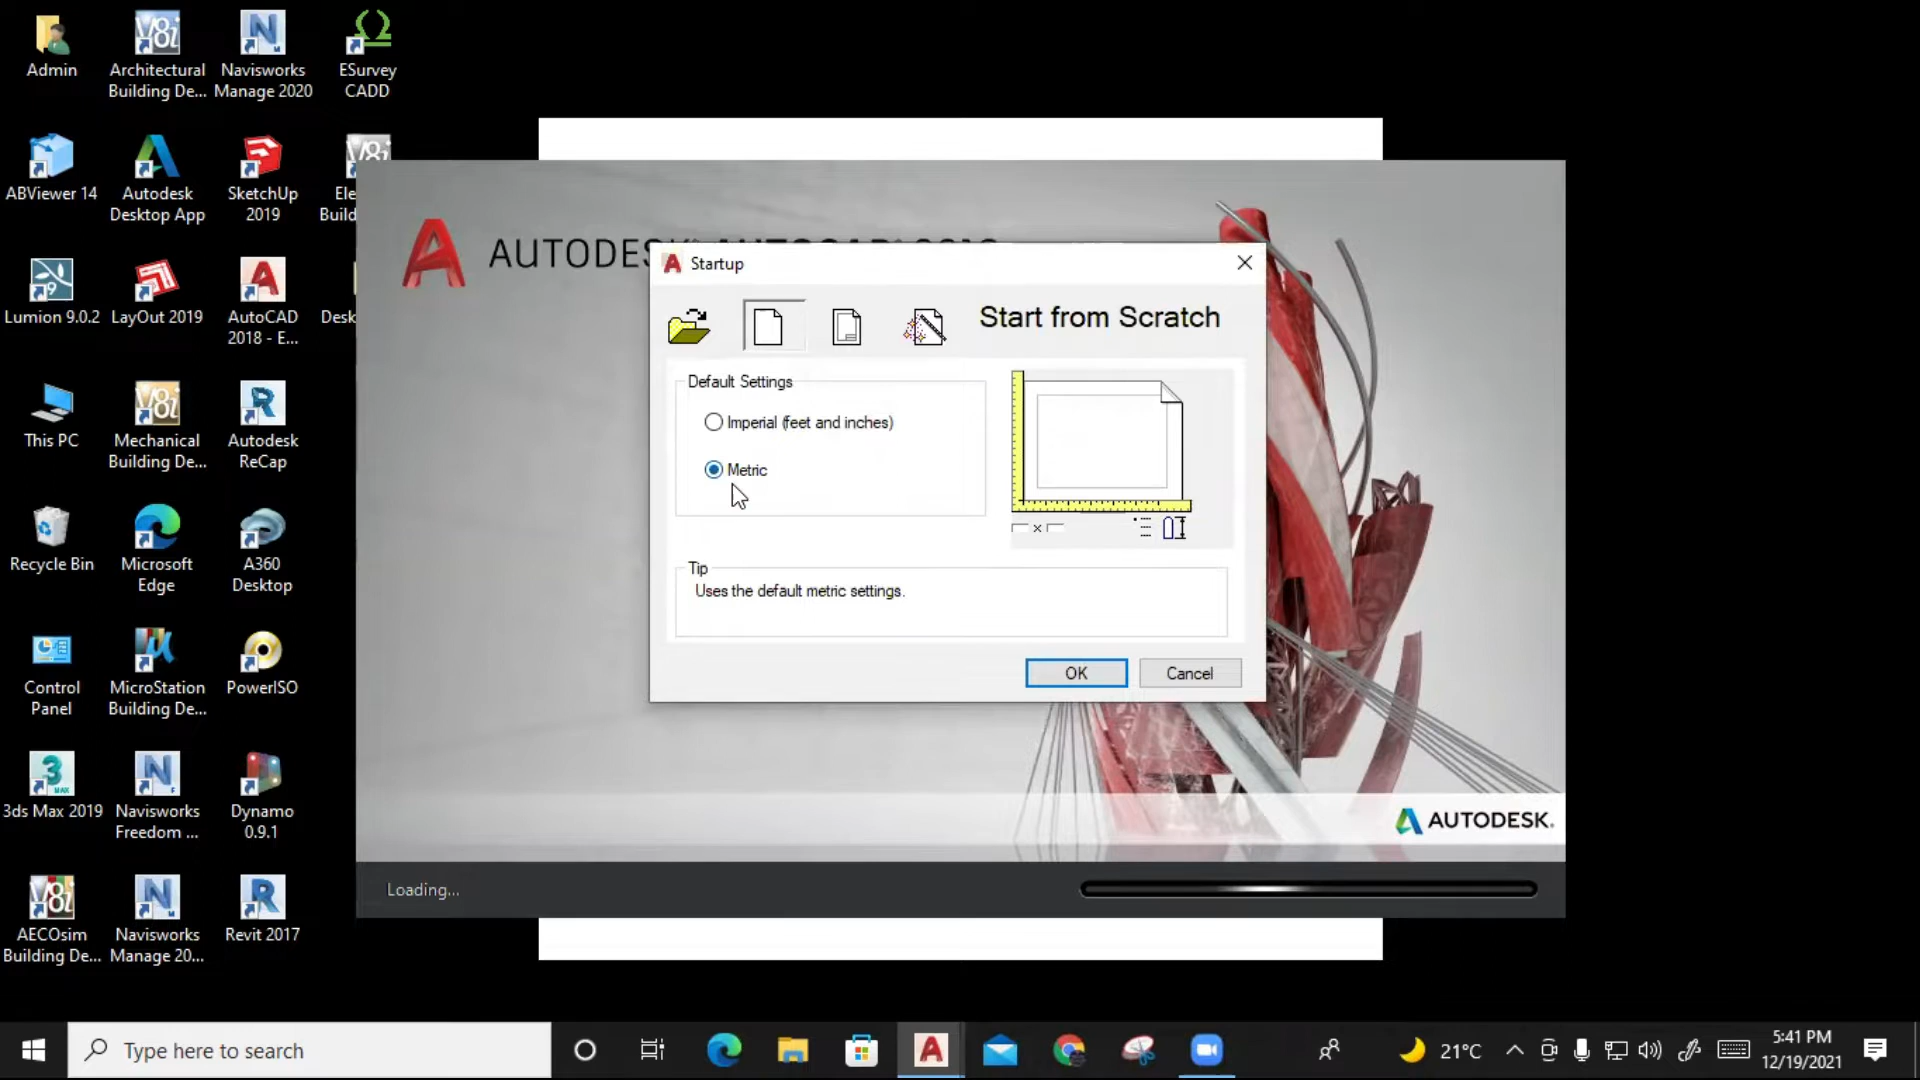 Admin
Architectural
Building De...
Navisworks
Manage 2020
ESurvey
CADD
ABViewer 14
Autodesk
Desktop App
SketchUp
2019
Ele
Build
Lumion 9.0.2
LayOut 2019
AutoCAD
2018 - E...
Desk
This PC
Mechanical
Building De...
Autodesk
ReCap
Recycle Bin
Microsoft
Edge
A360
Desktop
Control
Panel
MicroStation
Building De...
PowerISO
3ds Max 2019
Navisworks
Freedom ...
Dynamo
0.9.1
AECOsim
Building De...
Navisworks
Manage 20...
Revit 2017
Startup
Start from Scratch
Default Settings
Imperial (feet and inches)
Metric
Tip
Uses the default metric settings.
OK
Cancel
AUTODESK.
Loading...
Type here to search
21°C
5:41 PM
12/19/2021